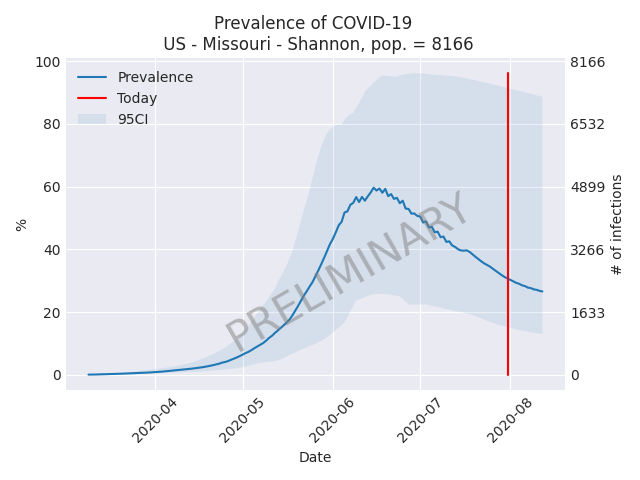 Prevalence of COVID-19
US - Missouri - Shannon, pop. = 8166
Prevalence
Today
95CI
100
80
60
40
20
0
%
8166
6532
4899
3266
1633
0
# of infections
PRELIMINARY
2020-04
2020-05
2020-06
2020-07
2020-08
Date